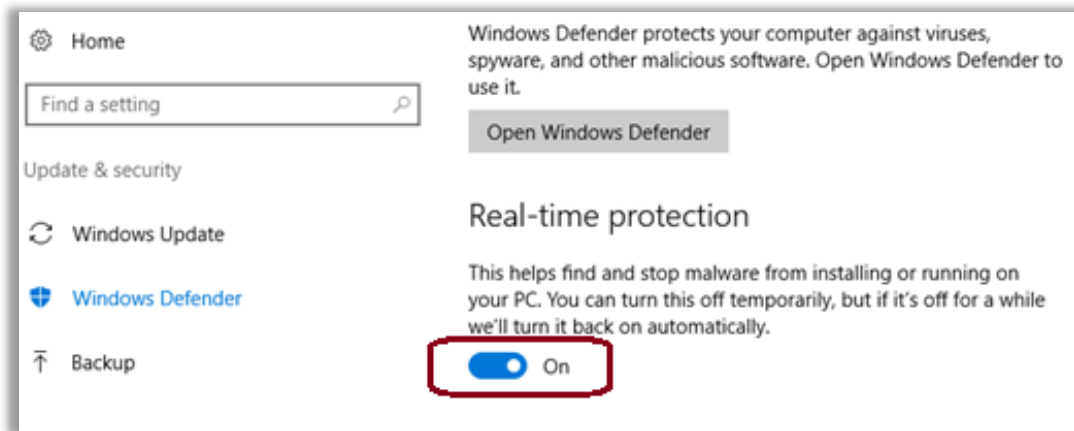 Home
Find a setting
Update & security
Windows Update
Windows Defender
Backup
Windows Defender protects your computer against viruses,
spyware, and other malicious software. Open Windows Defender to
use it.
Open Windows Defender
Real-time protection
This helps find and stop malware from installing or running on
your PC. You can turn this off temporarily, but if it's off for a while
we'll turn it back on automatically.
On